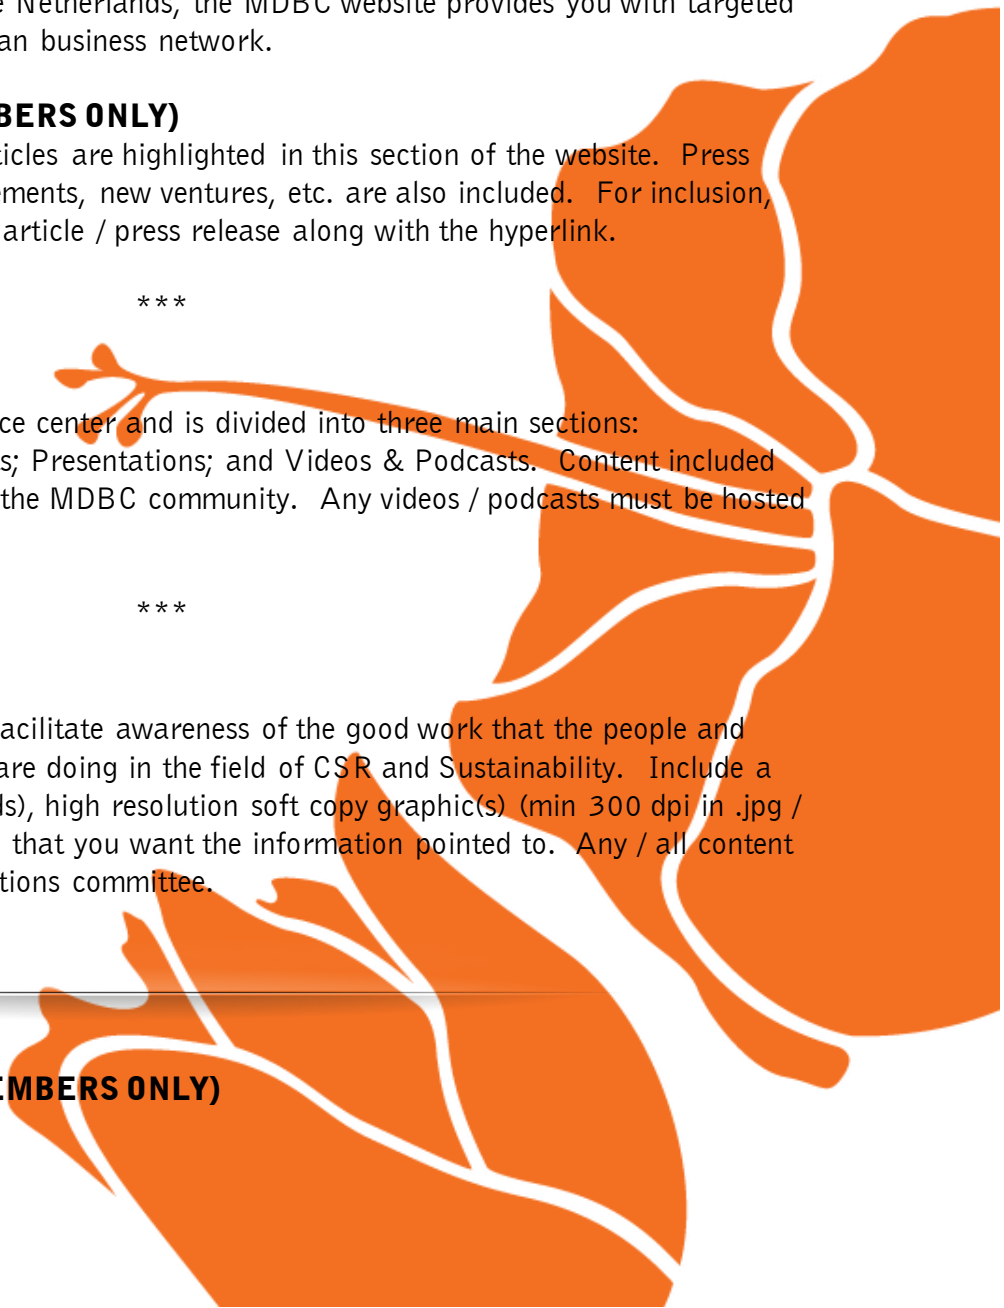 Netherlands, the MDBC website provides you with targeted
an business network.
BERS ONLY)
ticles are highlighted in this section of the website. Press
ements, new ventures, etc. are also included. For inclusion,
article / press release along with the hyperlink.
***
ce center and is divided into three main sections:
s; Presentations; and Videos & Podcasts. Content included
the MDBC community. Any videos / podcasts must be hosted
***
acilitate awareness of the good work that the people and
are doing in the field of CSR and Sustainability. Include a
ds), high resolution soft copy graphic(s) (min 300 dpi in .jpg /
that you want the information pointed to. Any / all content
tions committee.
EMBERS ONLY)